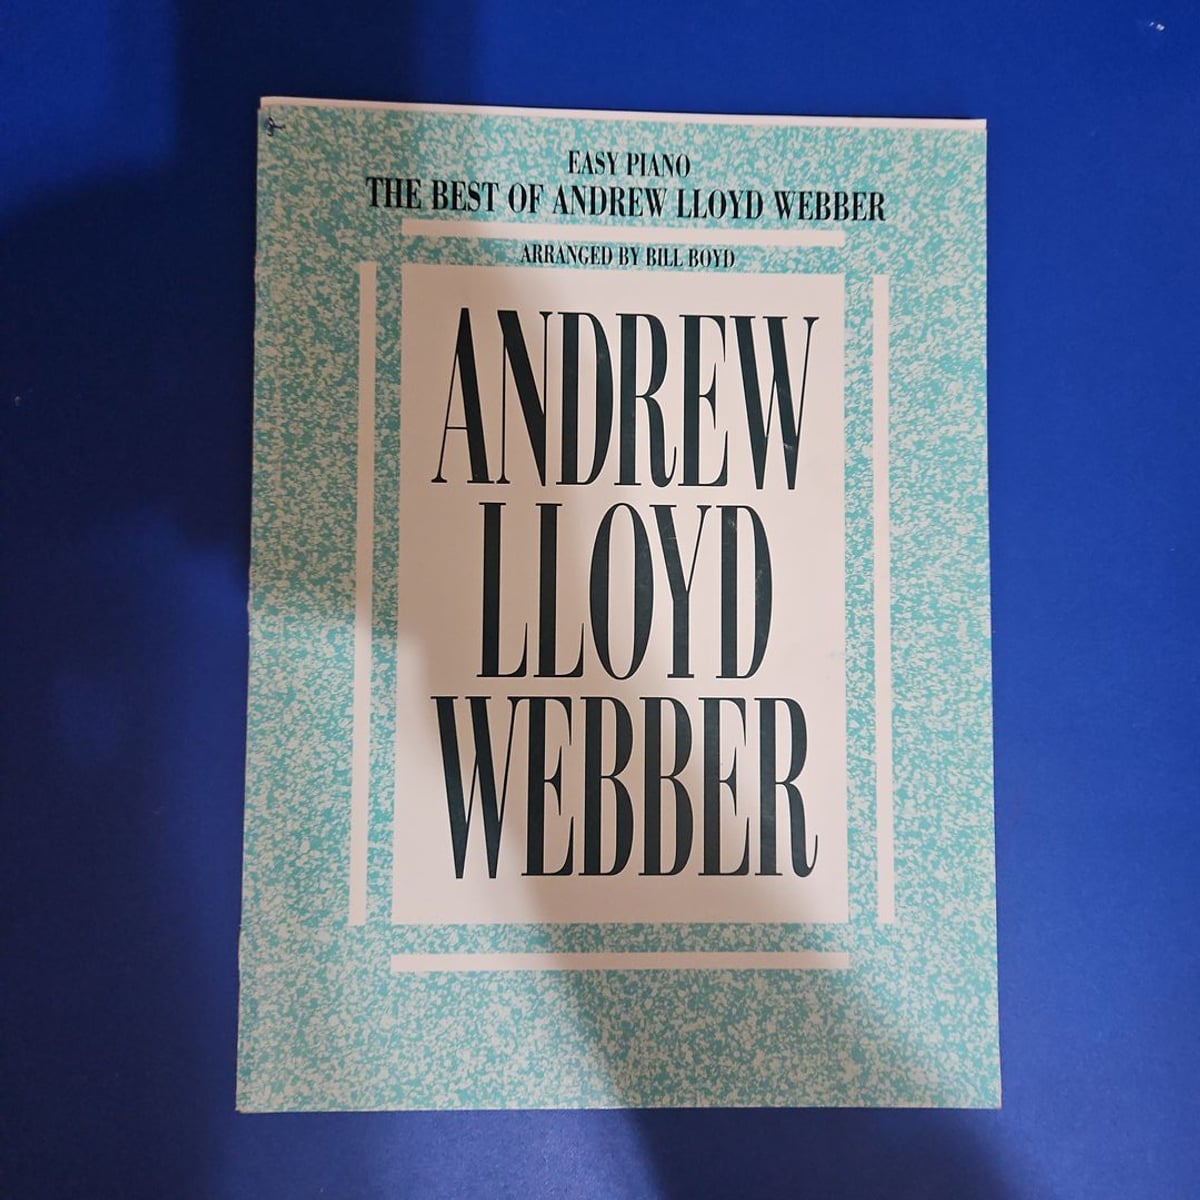 EASY PIANO
THE BEST OF ANDREW LLOYD WEBBER
ARRANGED BY BILL BOYD
ANDREW
LLOYD
WEBBER